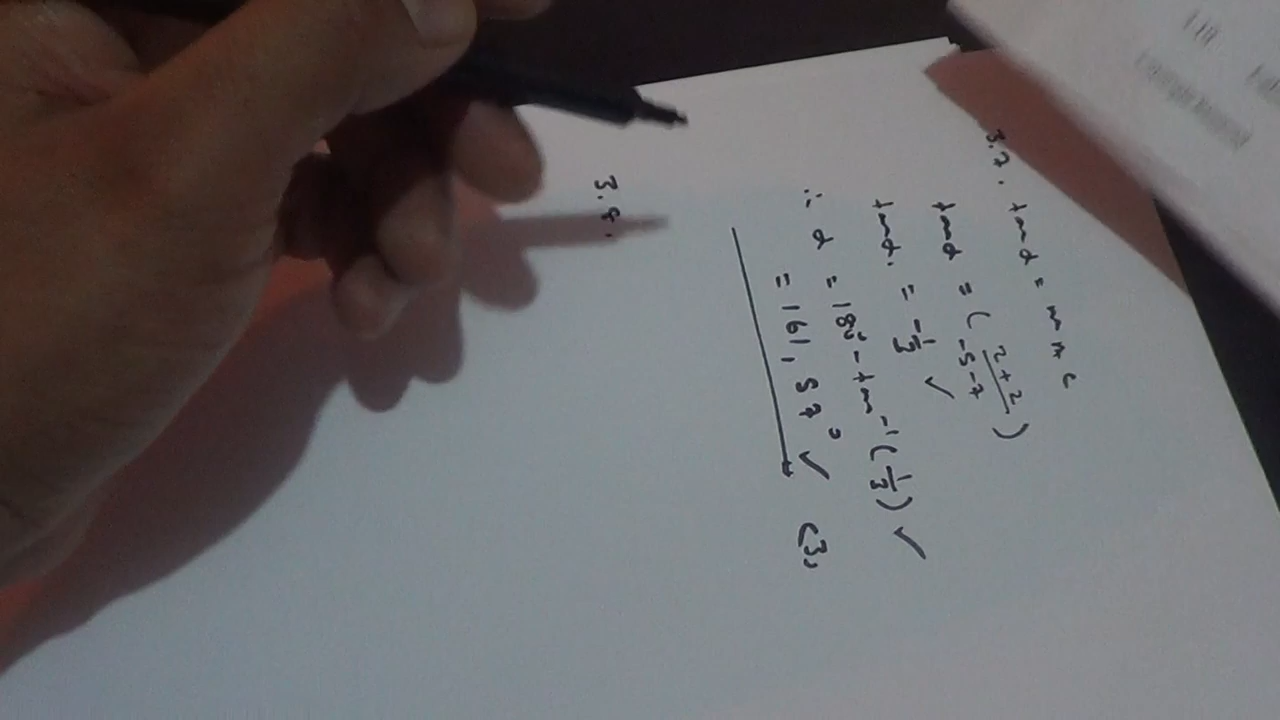 3.7. tan α = m AC
tan α = ( 2+2 / -5-7 )
tan α. = -1/3 ✓
∴ α = 180° - tan⁻¹(1/3) ✓
= 161,57° ✓ (3)
3.8.